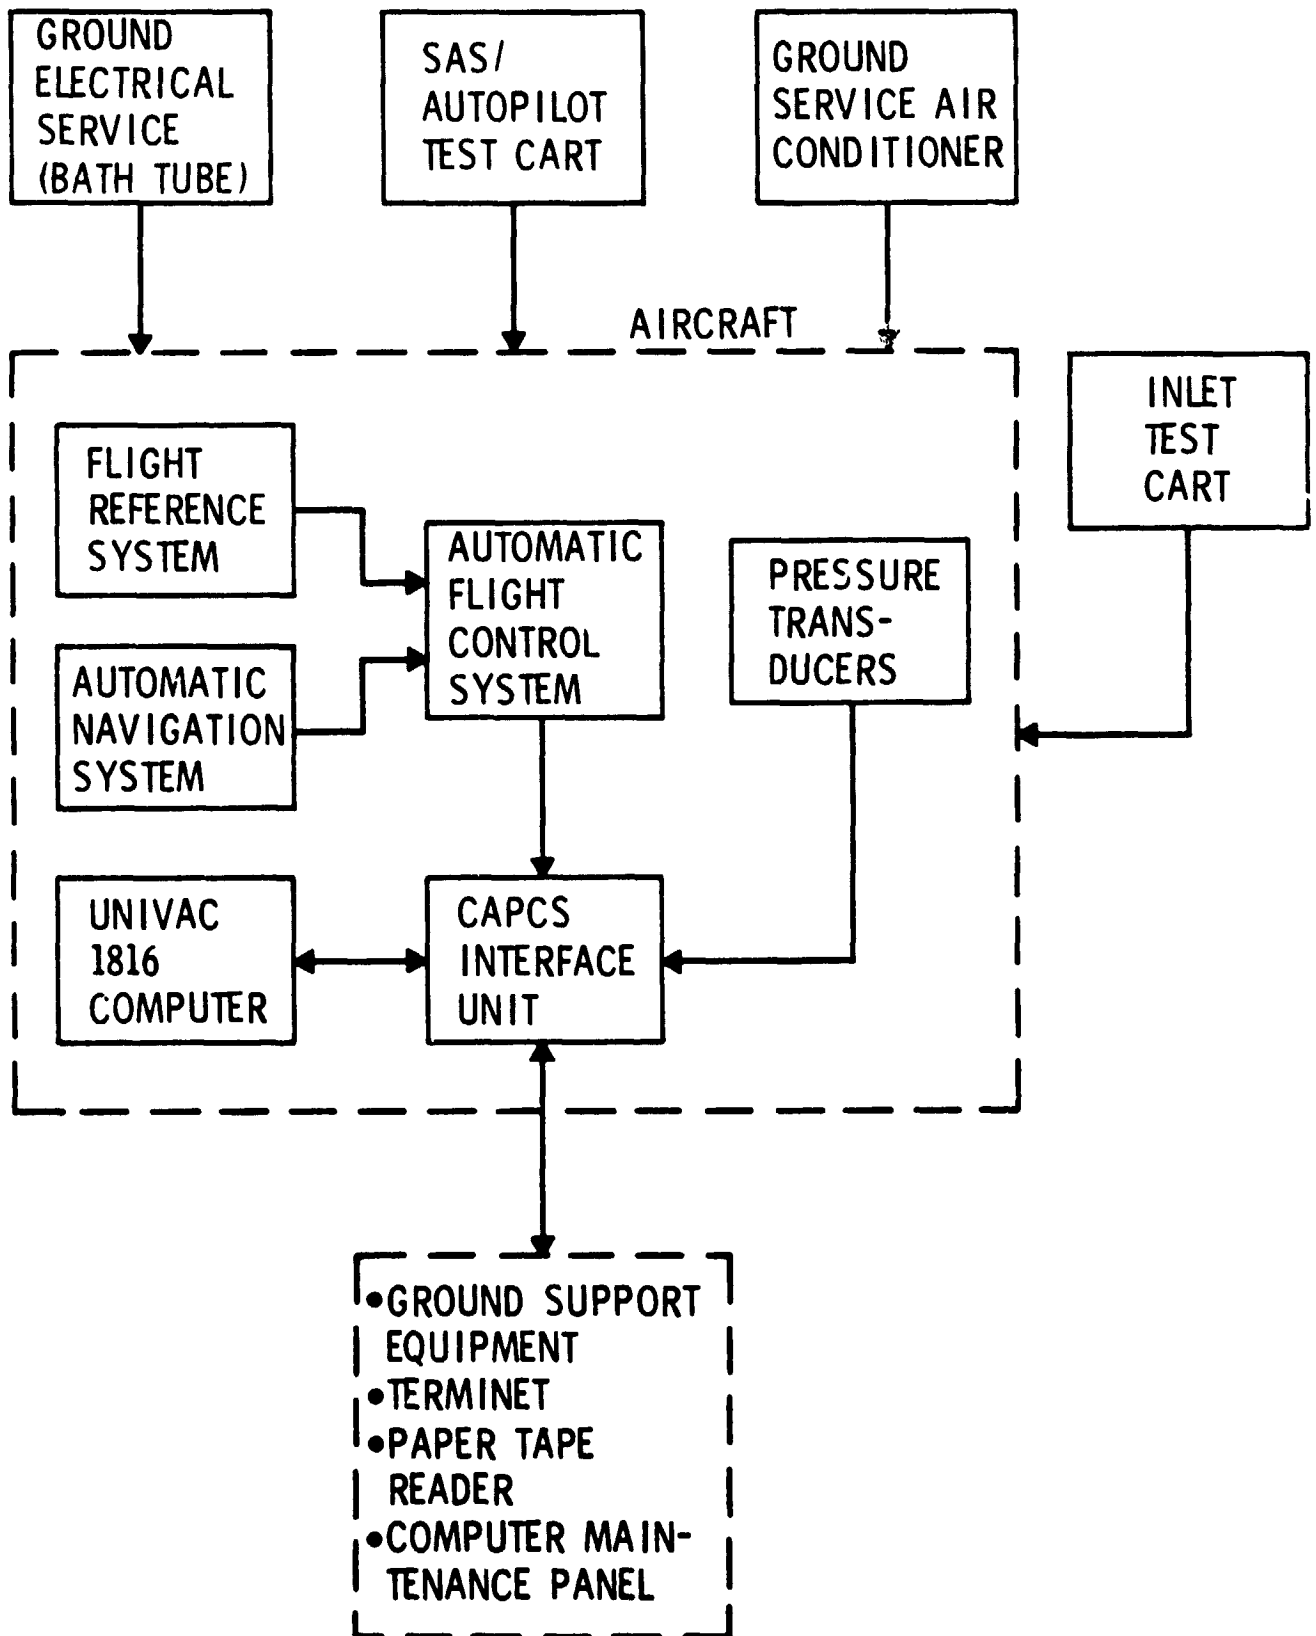 GROUND
ELECTRICAL
SERVICE
(BATH TUBE)
SAS/
AUTOPILOT
TEST CART
GROUND
SERVICE AIR
CONDITIONER
AIRCRAFT
INLET
TEST
CART
FLIGHT
REFERENCE
SYSTEM
AUTOMATIC
FLIGHT
CONTROL
SYSTEM
PRESSURE
TRANS-
DUCERS
AUTOMATIC
NAVIGATION
SYSTEM
UNIVAC
1816
COMPUTER
CAPCS
INTERFACE
UNIT
•GROUND SUPPORT
EQUIPMENT
•TERMINET
•PAPER TAPE
READER
•COMPUTER MAIN-
TENANCE PANEL